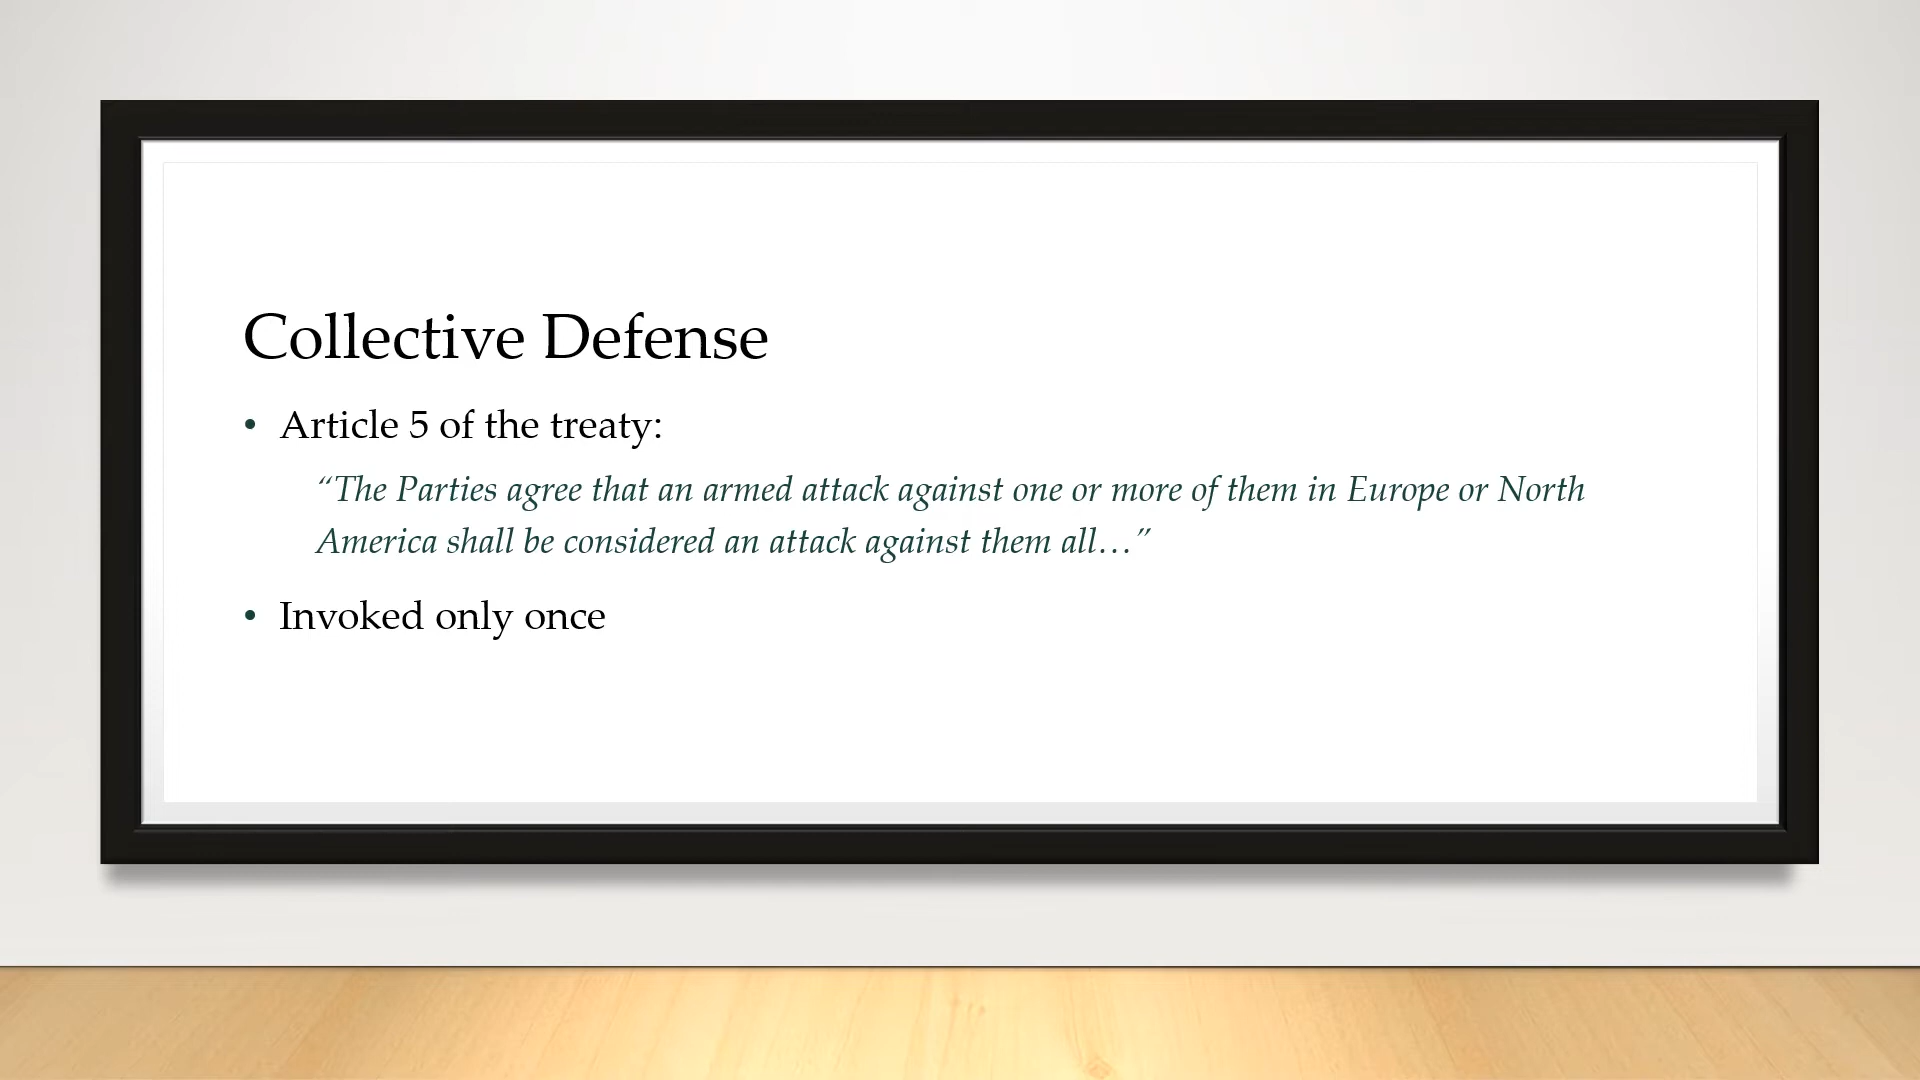 Collective Defense
• Article 5 of the treaty:
“The Parties agree that an armed attack against one or more of them in Europe or North
America shall be considered an attack against them all…”
• Invoked only once